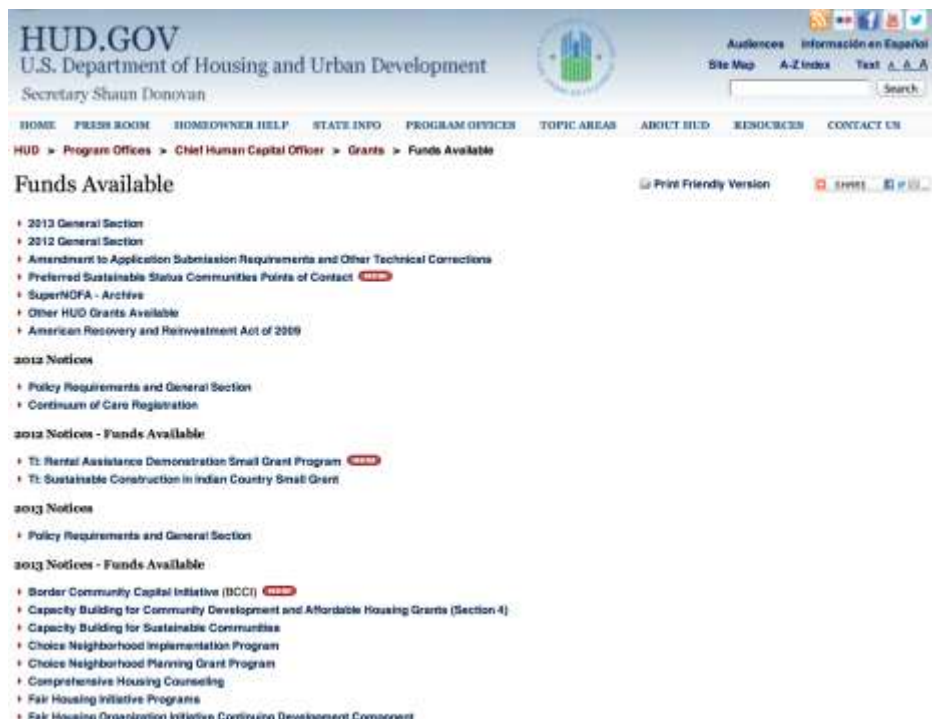 HUD.GOV
U.S. Department of Housing and Urban Development
Secretary Shaun Donovan
Audiences Información en Español
Site Map A-Z Index Text A A A
Search
HOME PRESS ROOM HOMEOWNER HELP STATE INFO PROGRAM OFFICES TOPIC AREAS ABOUT HUD RESOURCES CONTACT US
HUD > Program Offices > Chief Human Capital Officer > Grants > Funds Available
Funds Available
Print Friendly Version
SHARE
2013 General Section
2012 General Section
Amendment to Application Submission Requirements and Other Technical Corrections
Preferred Sustainable Status Communities Points of Contact NEW
SuperNOFA - Archive
Other HUD Grants Available
American Recovery and Reinvestment Act of 2009
2012 Notices
Policy Requirements and General Section
Continuum of Care Registration
2012 Notices - Funds Available
TI: Rental Assistance Demonstration Small Grant Program NEW
TI: Sustainable Construction in Indian Country Small Grant
2013 Notices
Policy Requirements and General Section
2013 Notices - Funds Available
Border Community Capital Initiative (BCCI) NEW
Capacity Building for Community Development and Affordable Housing Grants (Section 4)
Capacity Building for Sustainable Communities
Choice Neighborhood Implementation Program
Choice Neighborhood Planning Grant Program
Comprehensive Housing Counseling
Fair Housing Initiative Programs
Fair Housing Organization Initiative Continuing Development Component